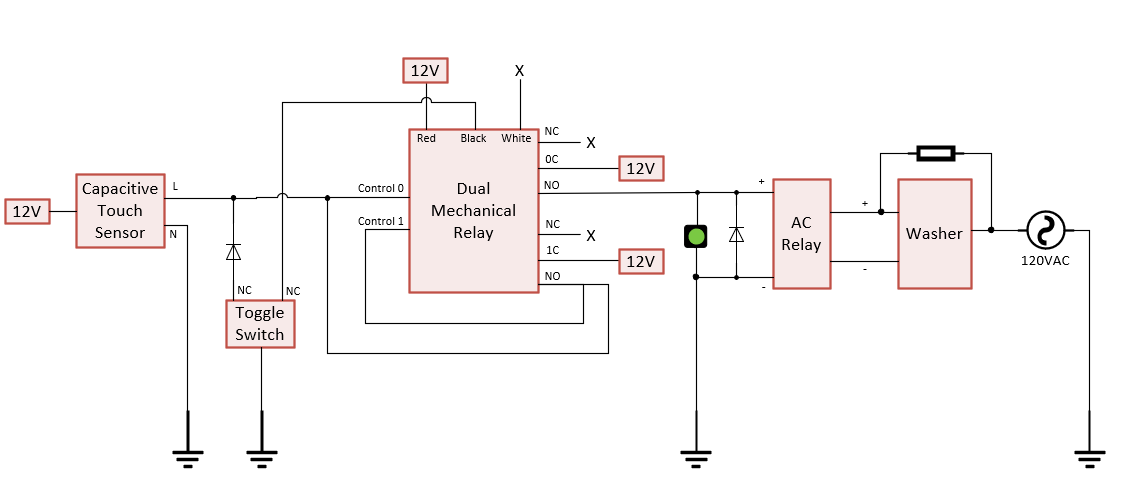 12V
X
Red
Black
White
NC
X
Capacitive
Touch
Sensor
L
N
12V
Control 0
Control 1
Dual
Mechanical
Relay
0C
12V
NO
NC
X
1C
12V
NO
+
-
AC
Relay
+
-
Washer
120VAC
NC
NC
Toggle
Switch